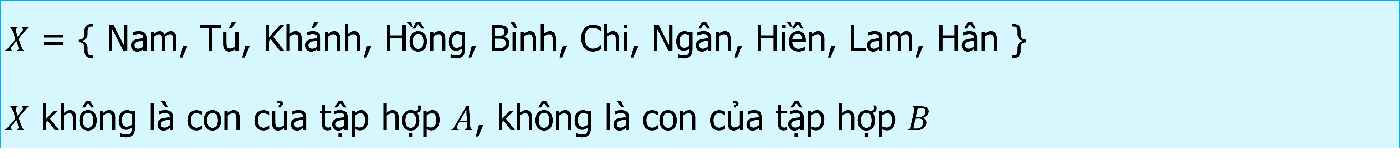 X = { Nam, Tú, Khánh, Hồng, Bình, Chi, Ngân, Hiền, Lam, Hân }
X không là con của tập hợp A, không là con của tập hợp B